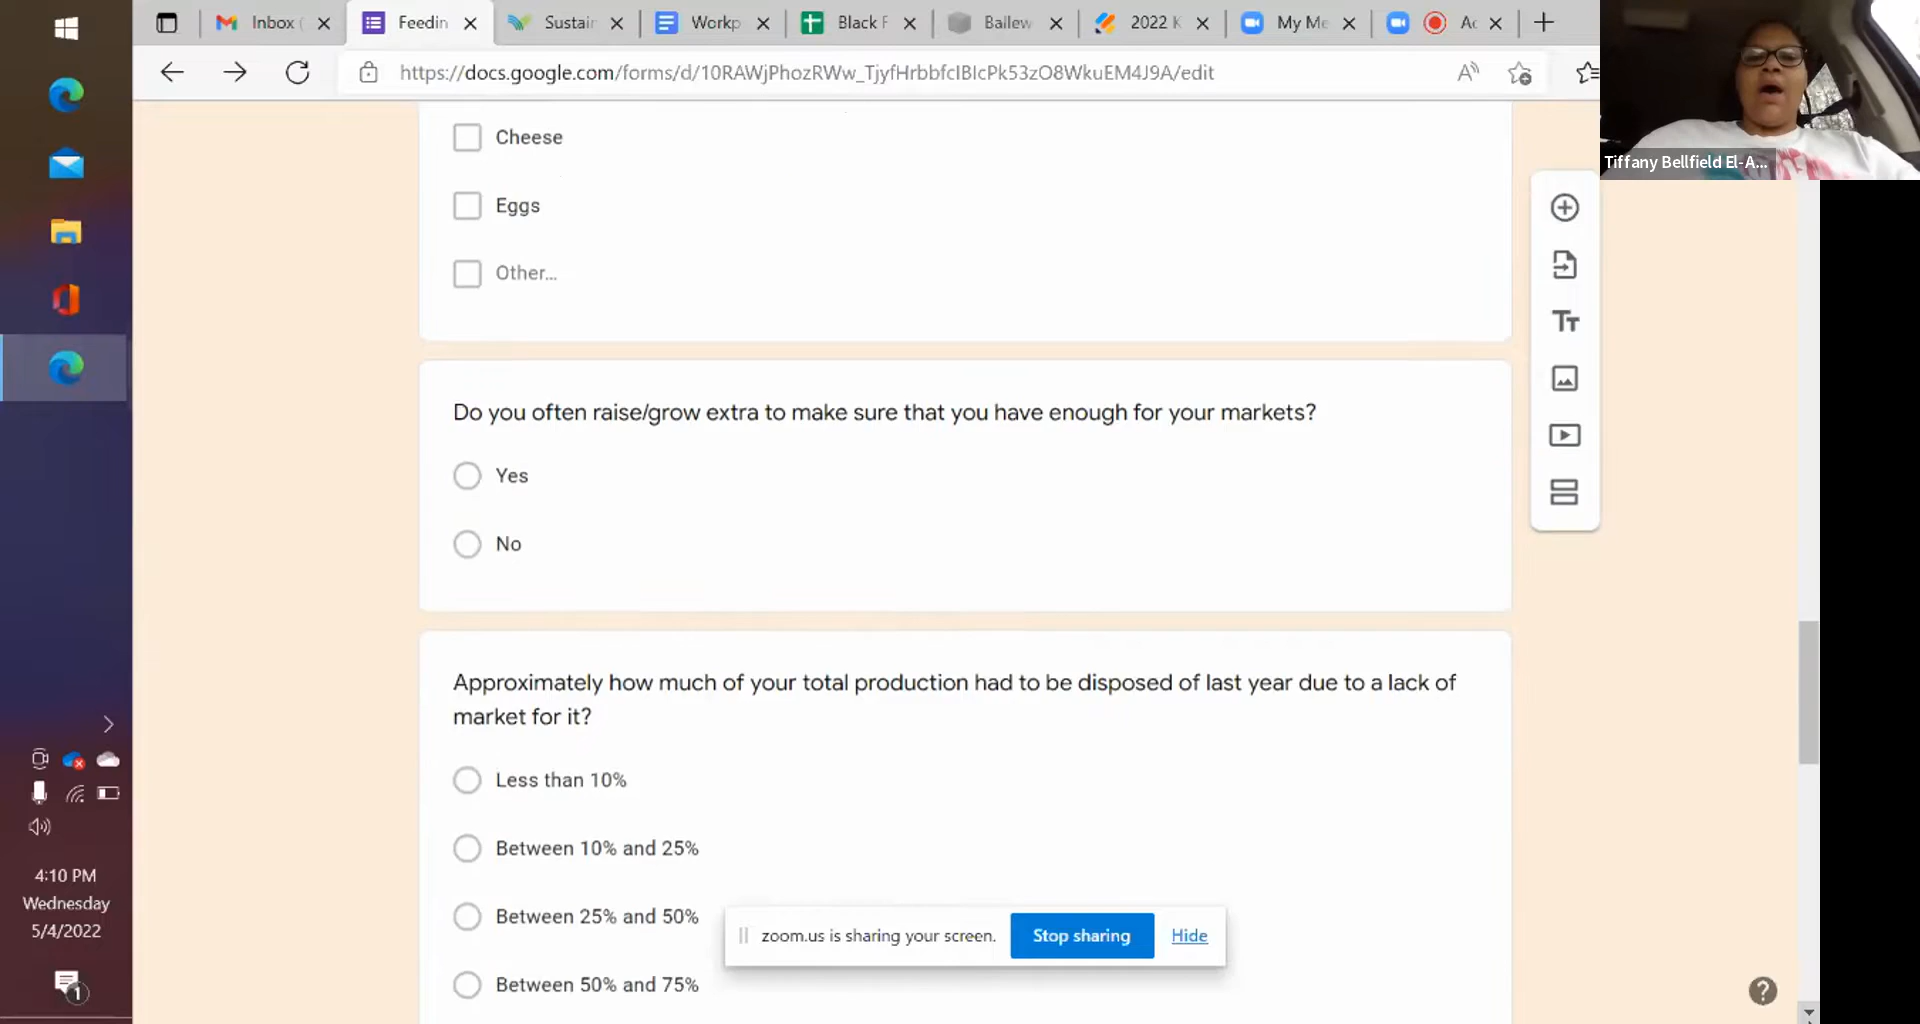 Inbox (
Feedin
Sustair
Workp
Black F
Bailew
2022 K
My Me
Ac
https://docs.google.com/forms/d/10RAWjPhozRWw_TjyfHrbbfcIBIcPk53zO8WkuEM4J9A/edit
Tiffany Bellfield El-A...
Cheese
Eggs
Other...
Do you often raise/grow extra to make sure that you have enough for your markets?
Yes
No
Approximately how much of your total production had to be disposed of last year due to a lack of
market for it?
Less than 10%
Between 10% and 25%
Between 25% and 50%
Between 50% and 75%
zoom.us is sharing your screen.
Stop sharing
Hide
4:10 PM
Wednesday
5/4/2022
1